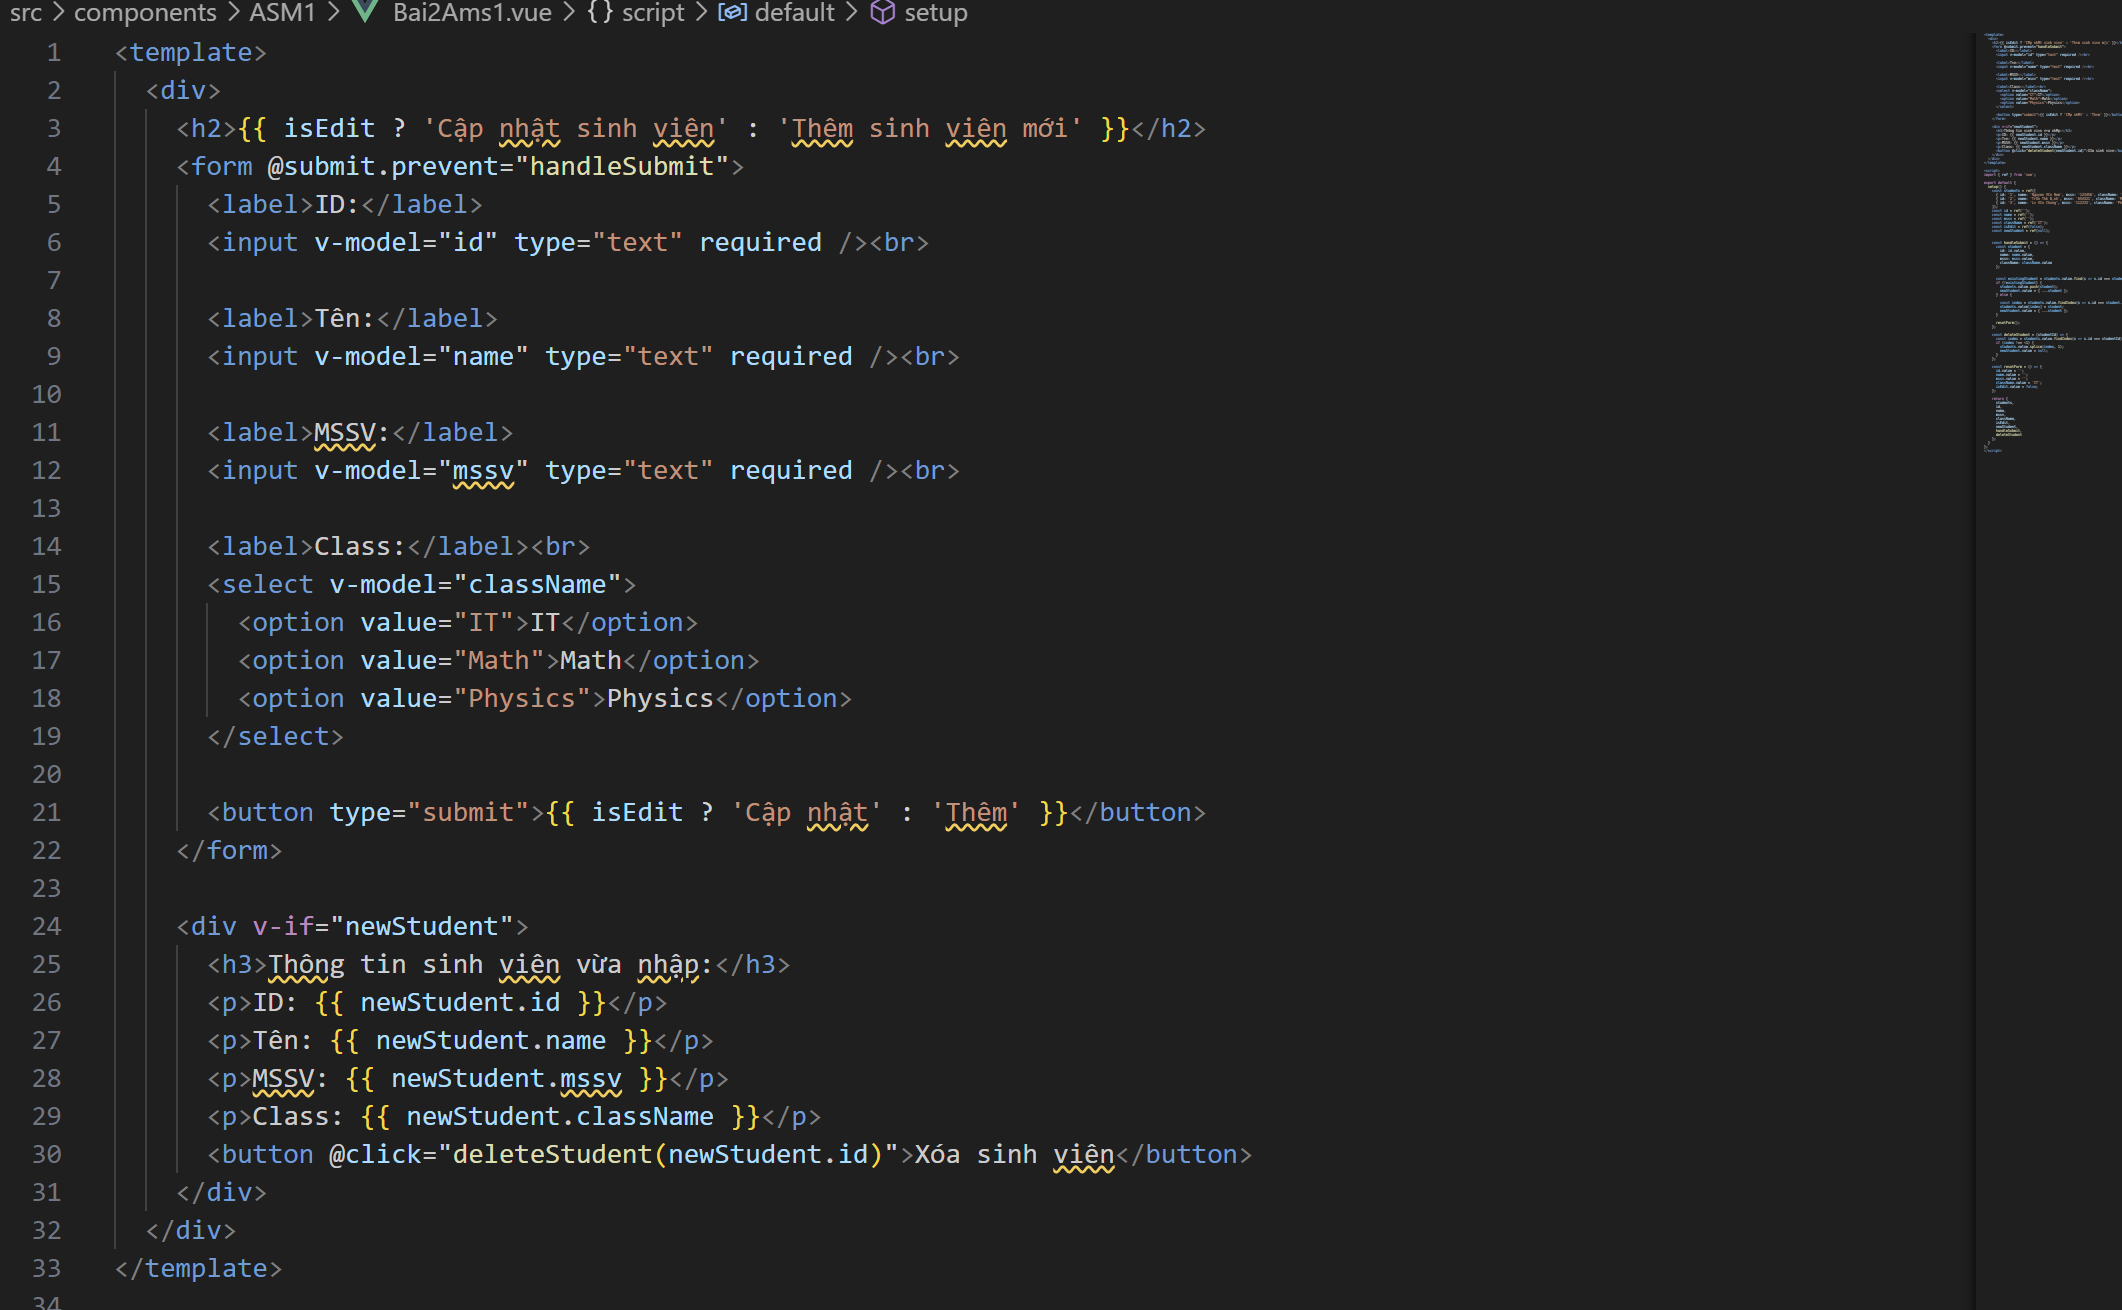 src > components > ASM1 > Bai2Ams1.vue > {} script > default > setup
1 <template>
2 <div>
3 <h2>{{ isEdit ? 'Cập nhật sinh viên' : 'Thêm sinh viên mới' }}</h2>
4 <form @submit.prevent="handleSubmit">
5 <label>ID:</label>
6 <input v-model="id" type="text" required /><br>
7
8 <label>Tên:</label>
9 <input v-model="name" type="text" required /><br>
10
11 <label>MSSV:</label>
12 <input v-model="mssv" type="text" required /><br>
13
14 <label>Class:</label><br>
15 <select v-model="className">
16 <option value="IT">IT</option>
17 <option value="Math">Math</option>
18 <option value="Physics">Physics</option>
19 </select>
20
21 <button type="submit">{{ isEdit ? 'Cập nhật' : 'Thêm' }}</button>
22 </form>
23
24 <div v-if="newStudent">
25 <h3>Thông tin sinh viên vừa nhập:</h3>
26 <p>ID: {{ newStudent.id }}</p>
27 <p>Tên: {{ newStudent.name }}</p>
28 <p>MSSV: {{ newStudent.mssv }}</p>
29 <p>Class: {{ newStudent.className }}</p>
30 <button @click="deleteStudent(newStudent.id)">Xóa sinh viên</button>
31 </div>
32 </div>
33 </template>
34